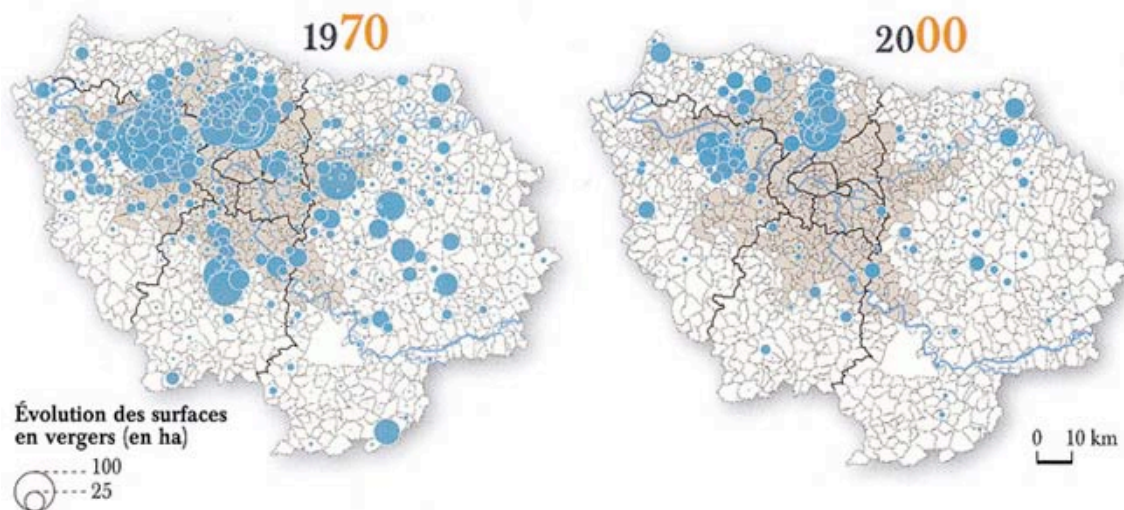 1970
2000
Évolution des surfaces
en vergers (en ha)
100
25
0 10 km